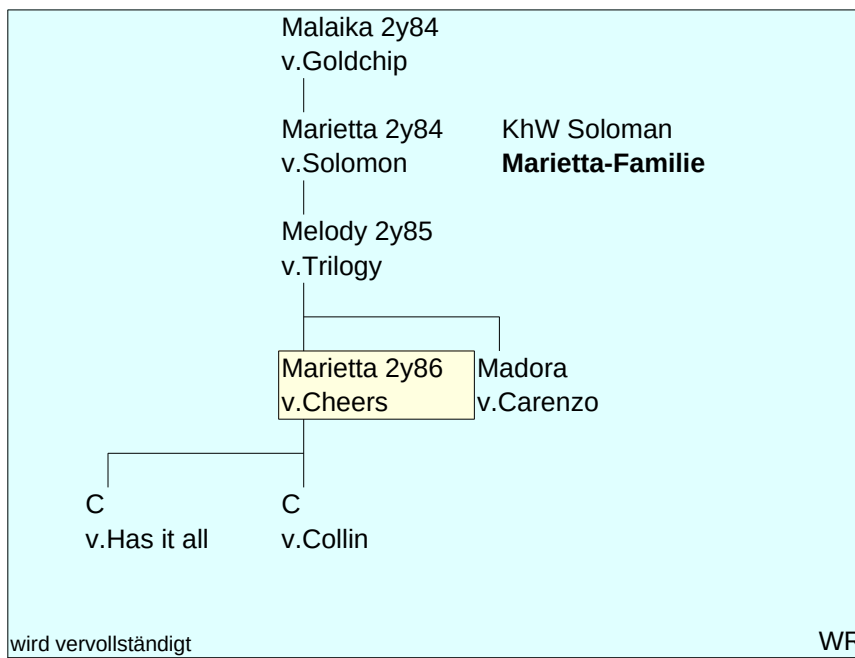 Malaika 2y84
v.Goldchip
Marietta 2y84 KhW Soloman
v.Solomon Marietta-Familie
Melody 2y85
v.Trilogy
Marietta 2y86 Madora
v.Cheers v.Carenzo
C C
v.Has it all v.Collin
wird vervollständigt WR